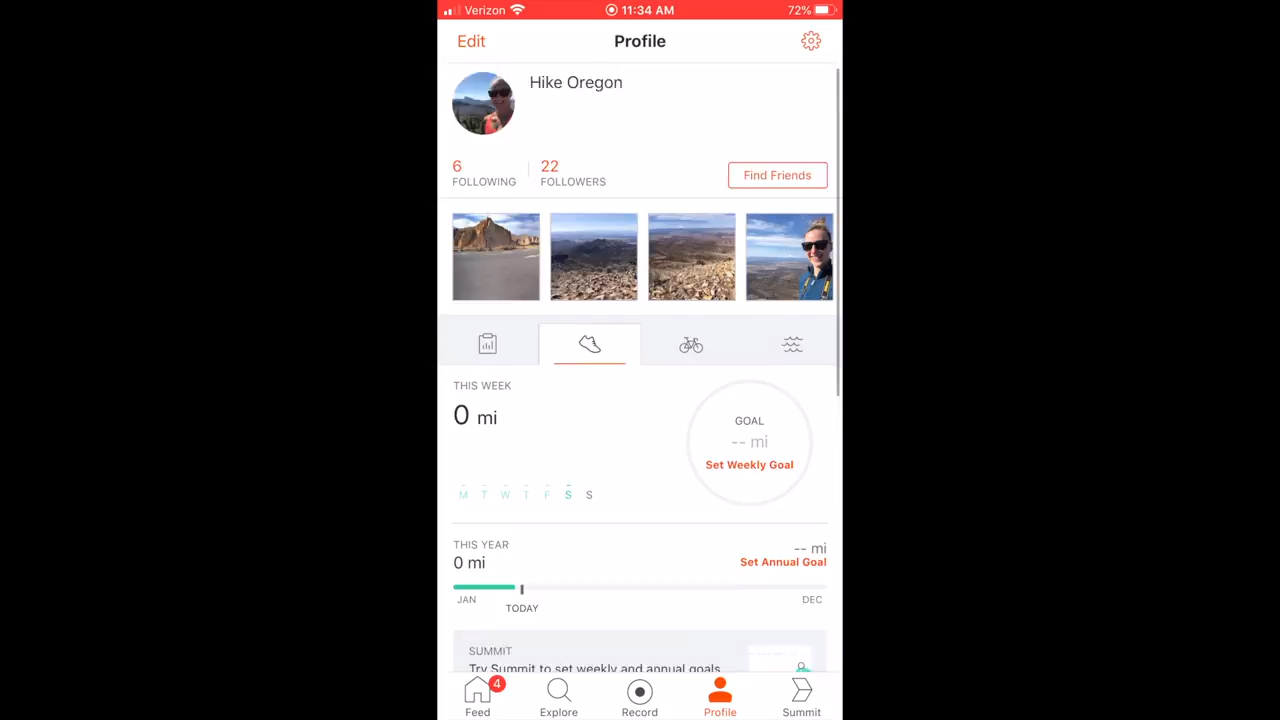 Verizon 11:34 AM 72%
Edit Profile
Hike Oregon
6 22
FOLLOWING FOLLOWERS Find Friends
THIS WEEK
0 mi
GOAL
-- mi
Set Weekly Goal
M T W T F S S
THIS YEAR -- mi
0 mi Set Annual Goal
JAN DEC
TODAY
SUMMIT
Try Summit to set weekly and annual goals
4
Feed Explore Record Profile Summit